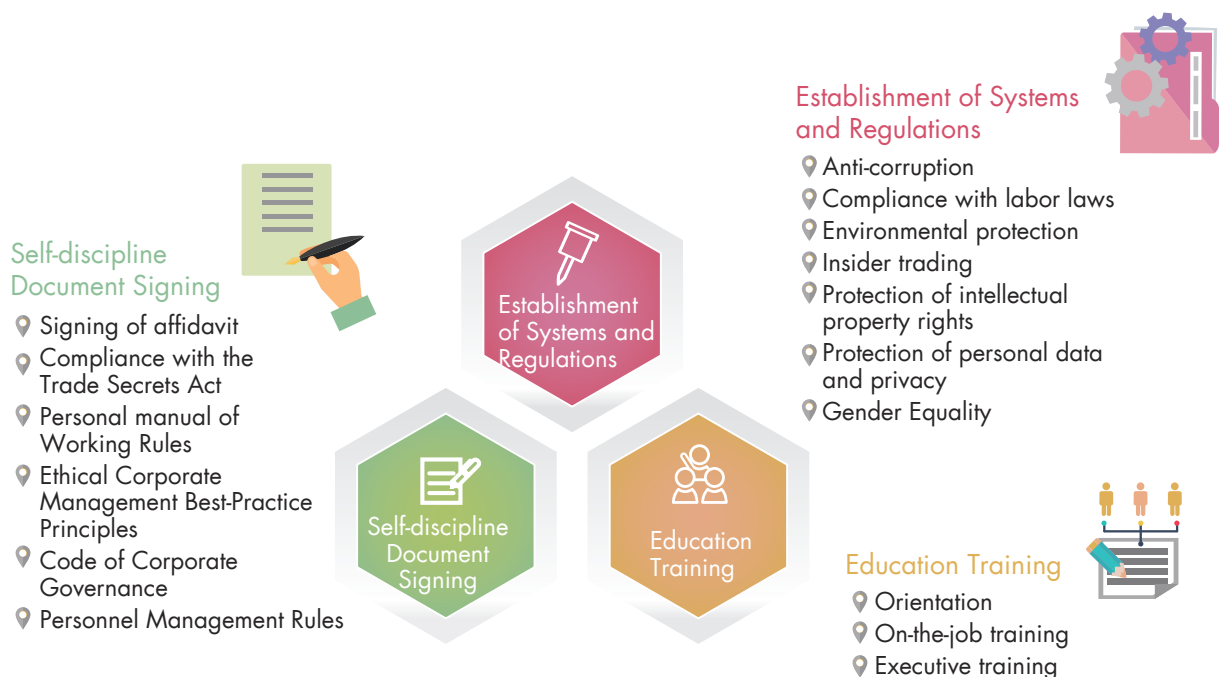 Establishment of Systems
and Regulations
Anti-corruption
Compliance with labor laws
Environmental protection
Insider trading
Protection of intellectual
property rights
Protection of personal data
and privacy
Gender Equality
Self-discipline
Document Signing
Signing of affidavit
Compliance with the
Trade Secrets Act
Personal manual of
Working Rules
Ethical Corporate
Management Best-Practice
Principles
Code of Corporate
Governance
Personnel Management Rules
Establishment
of Systems and
Regulations
Self-discipline
Document
Signing
Education
Training
Education Training
Orientation
On-the-job training
Executive training